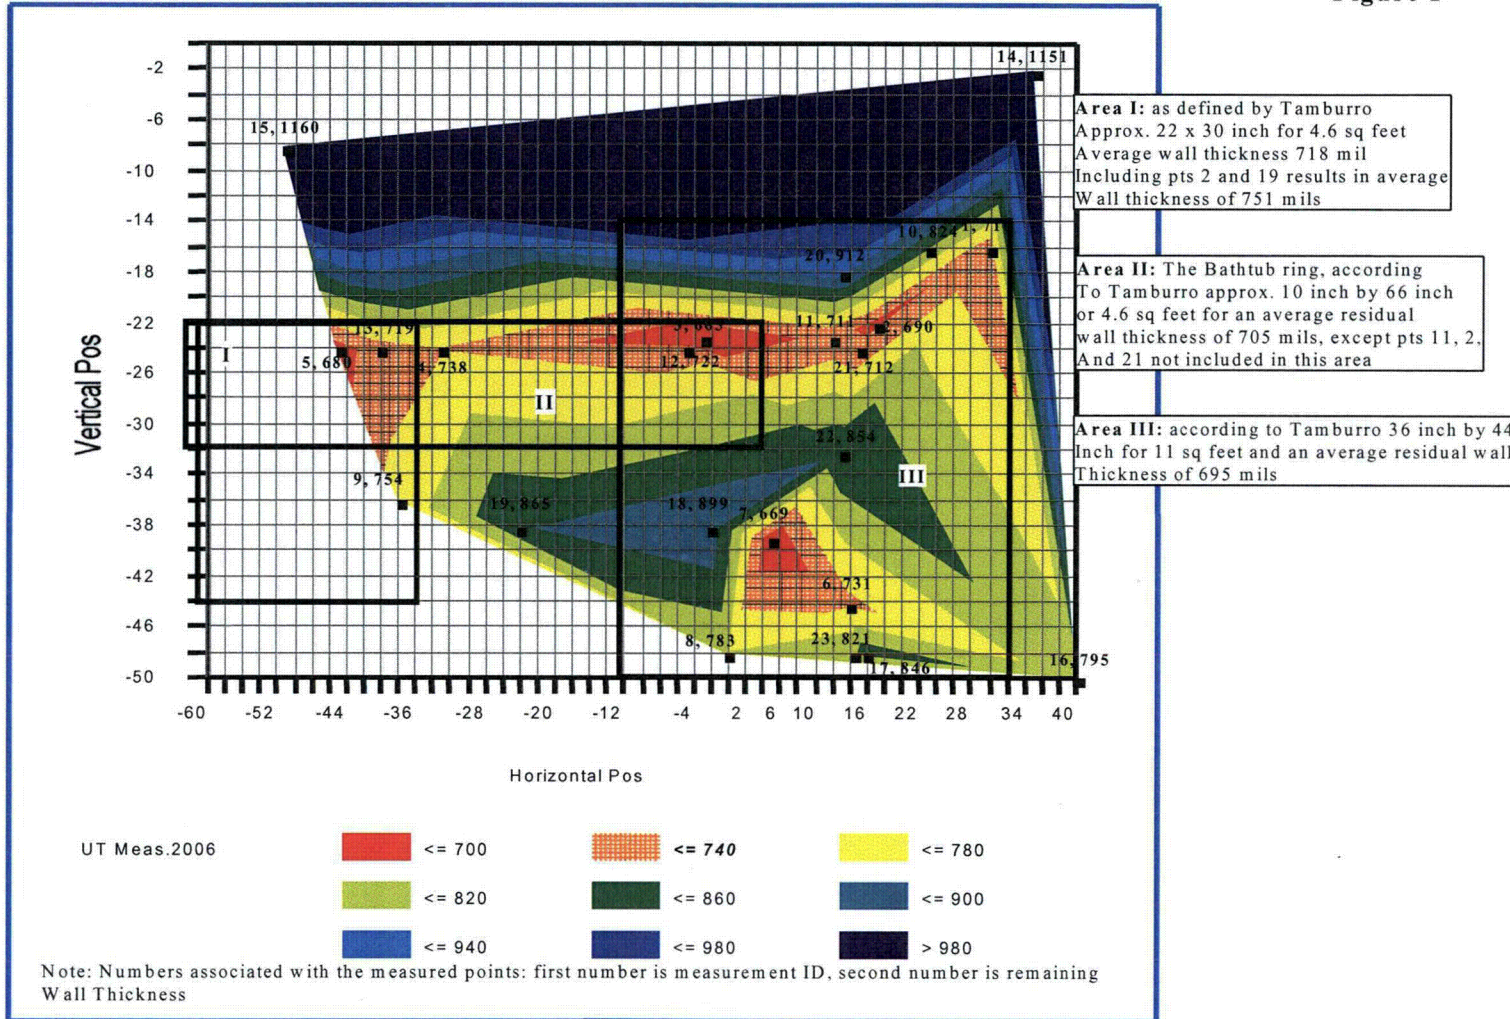 -2
-6
-10
-14
-18
-22
-26
-30
-34
-38
-42
-46
-50
Vertical Pos
14, 1151
15, 1160
10, 824
20, 912
13, 719
11, 711
2, 690
5, 680
4, 738
12, 722
21, 712
I
II
III
22, 854
9, 754
19, 865
18, 899
7, 669
6, 731
8, 783
23, 821
17, 846
16, 795
-60 -52 -44 -36 -28 -20 -12 -4 2 6 10 16 22 28 34 40
Horizontal Pos
Area I: as defined by Tamburro
Approx. 22 x 30 inch for 4.6 sq feet
Average wall thickness 718 mil
Including pts 2 and 19 results in average
Wall thickness of 751 mils
Area II: The Bathtub ring, according
To Tamburro approx. 10 inch by 66 inch
or 4.6 sq feet for an average residual
wall thickness of 705 mils, except pts 11, 2,
And 21 not included in this area
Area III: according to Tamburro 36 inch by 44
Inch for 11 sq feet and an average residual wall
Thickness of 695 mils
UT Meas.2006
<= 700
<= 740
<= 780
<= 820
<= 860
<= 900
<= 940
<= 980
> 980
Note: Numbers associated with the measured points: first number is measurement ID, second number is remaining
Wall Thickness